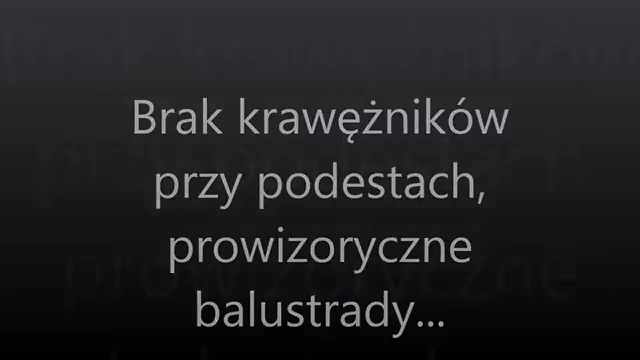 Brak krawężników
przy podestach,
prowizoryczne
balustrady...